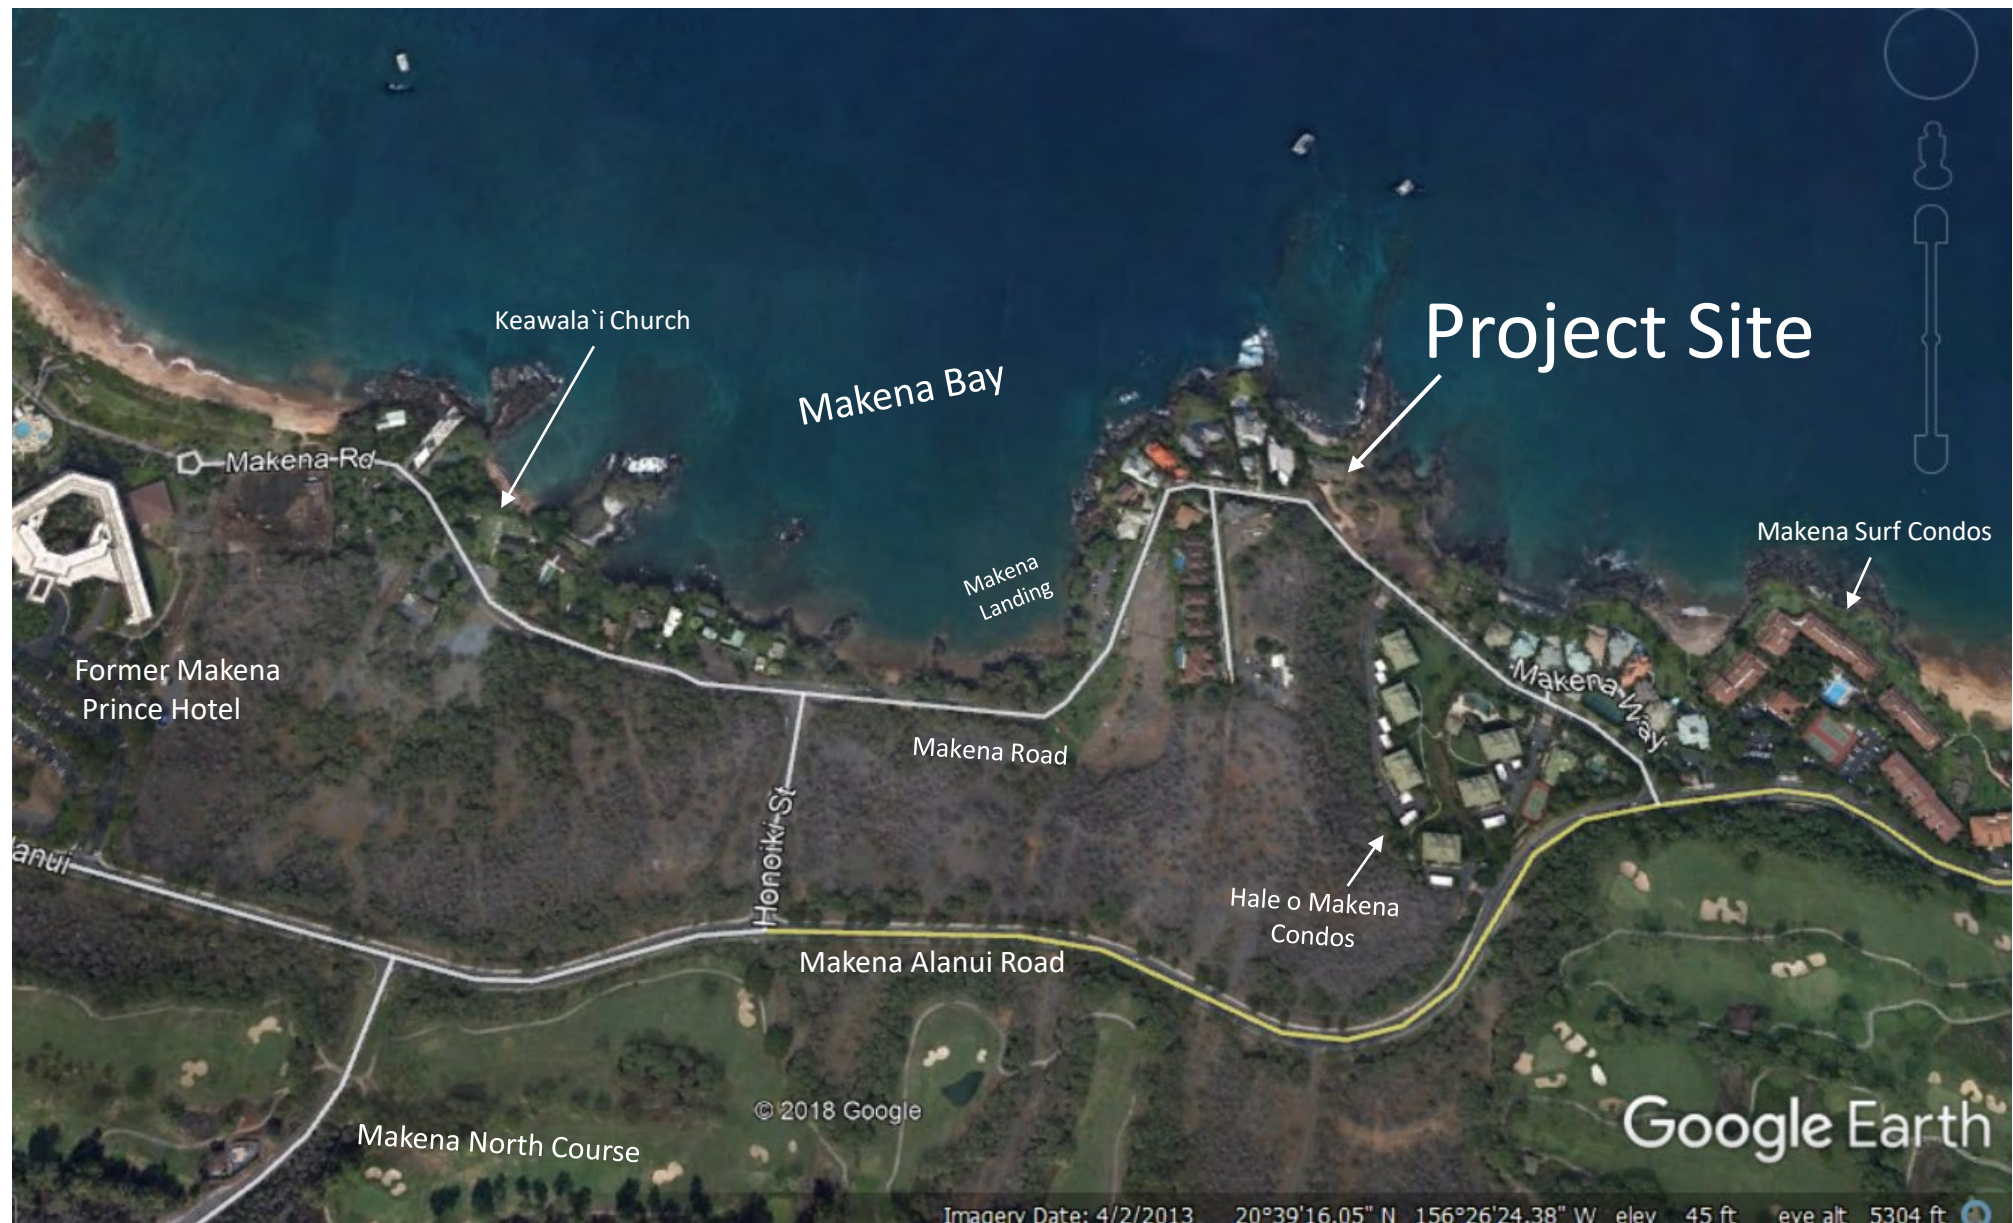 Keawala`i Church
Project Site
Makena Bay
Makena Rd
Makena Surf Condos
Makena
Landing
Former Makena
Prince Hotel
Makena Way
Makena Road
Honoiki St
anui
Hale o Makena
Condos
Makena Alanui Road
© 2018 Google
Makena North Course
Google Earth
Imagery Date: 4/2/2013 20°39'16.05" N 156°26'24.38" W elev 45 ft eye alt 5304 ft